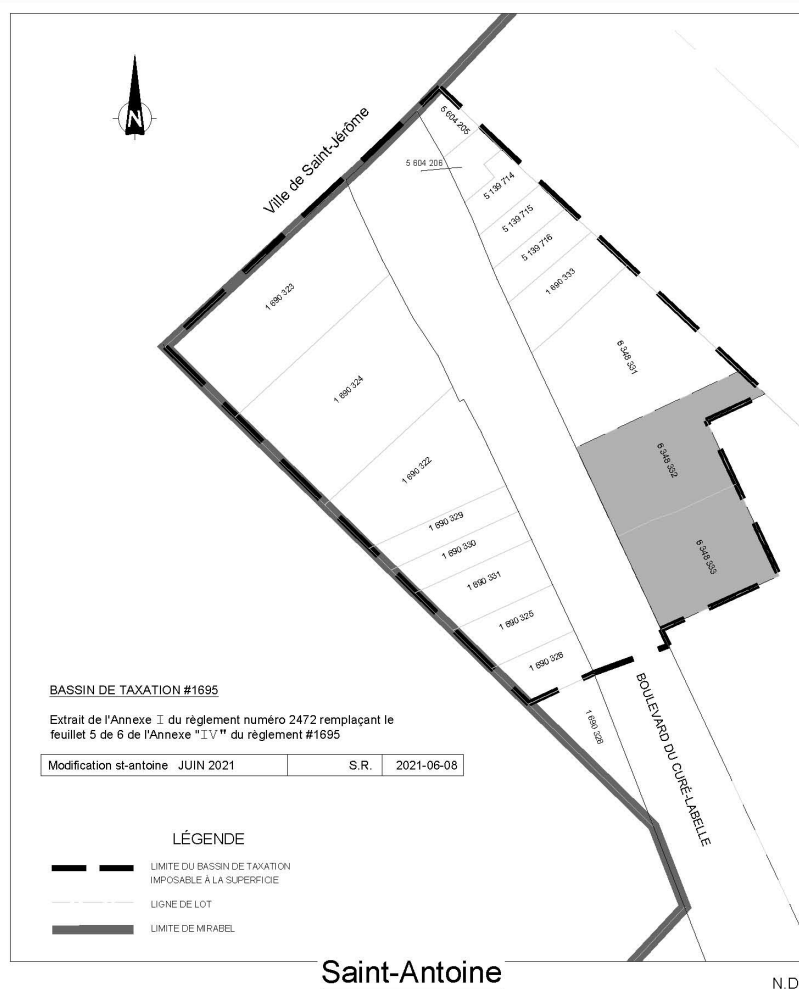 N
Ville de Saint-Jérôme
5 604 205
5 604 206
5 139 714
5 139 715
5 139 716
1 690 333
1 690 323
6 348 331
1 690 324
6 348 332
1 690 322
1 690 329
1 690 330
6 348 333
1 690 331
1 690 325
1 690 326
1 690 328
BOULEVARD DU CURÉ-LABELLE
BASSIN DE TAXATION #1695
Extrait de l'Annexe I du règlement numéro 2472 remplaçant le
feuillet 5 de 6 de l'Annexe "IV" du règlement #1695
Modification st-antoine JUIN 2021 S.R. 2021-06-08
LÉGENDE
LIMITE DU BASSIN DE TAXATION
IMPOSABLE À LA SUPERFICIE
LIGNE DE LOT
LIMITE DE MIRABEL
Saint-Antoine
N.D